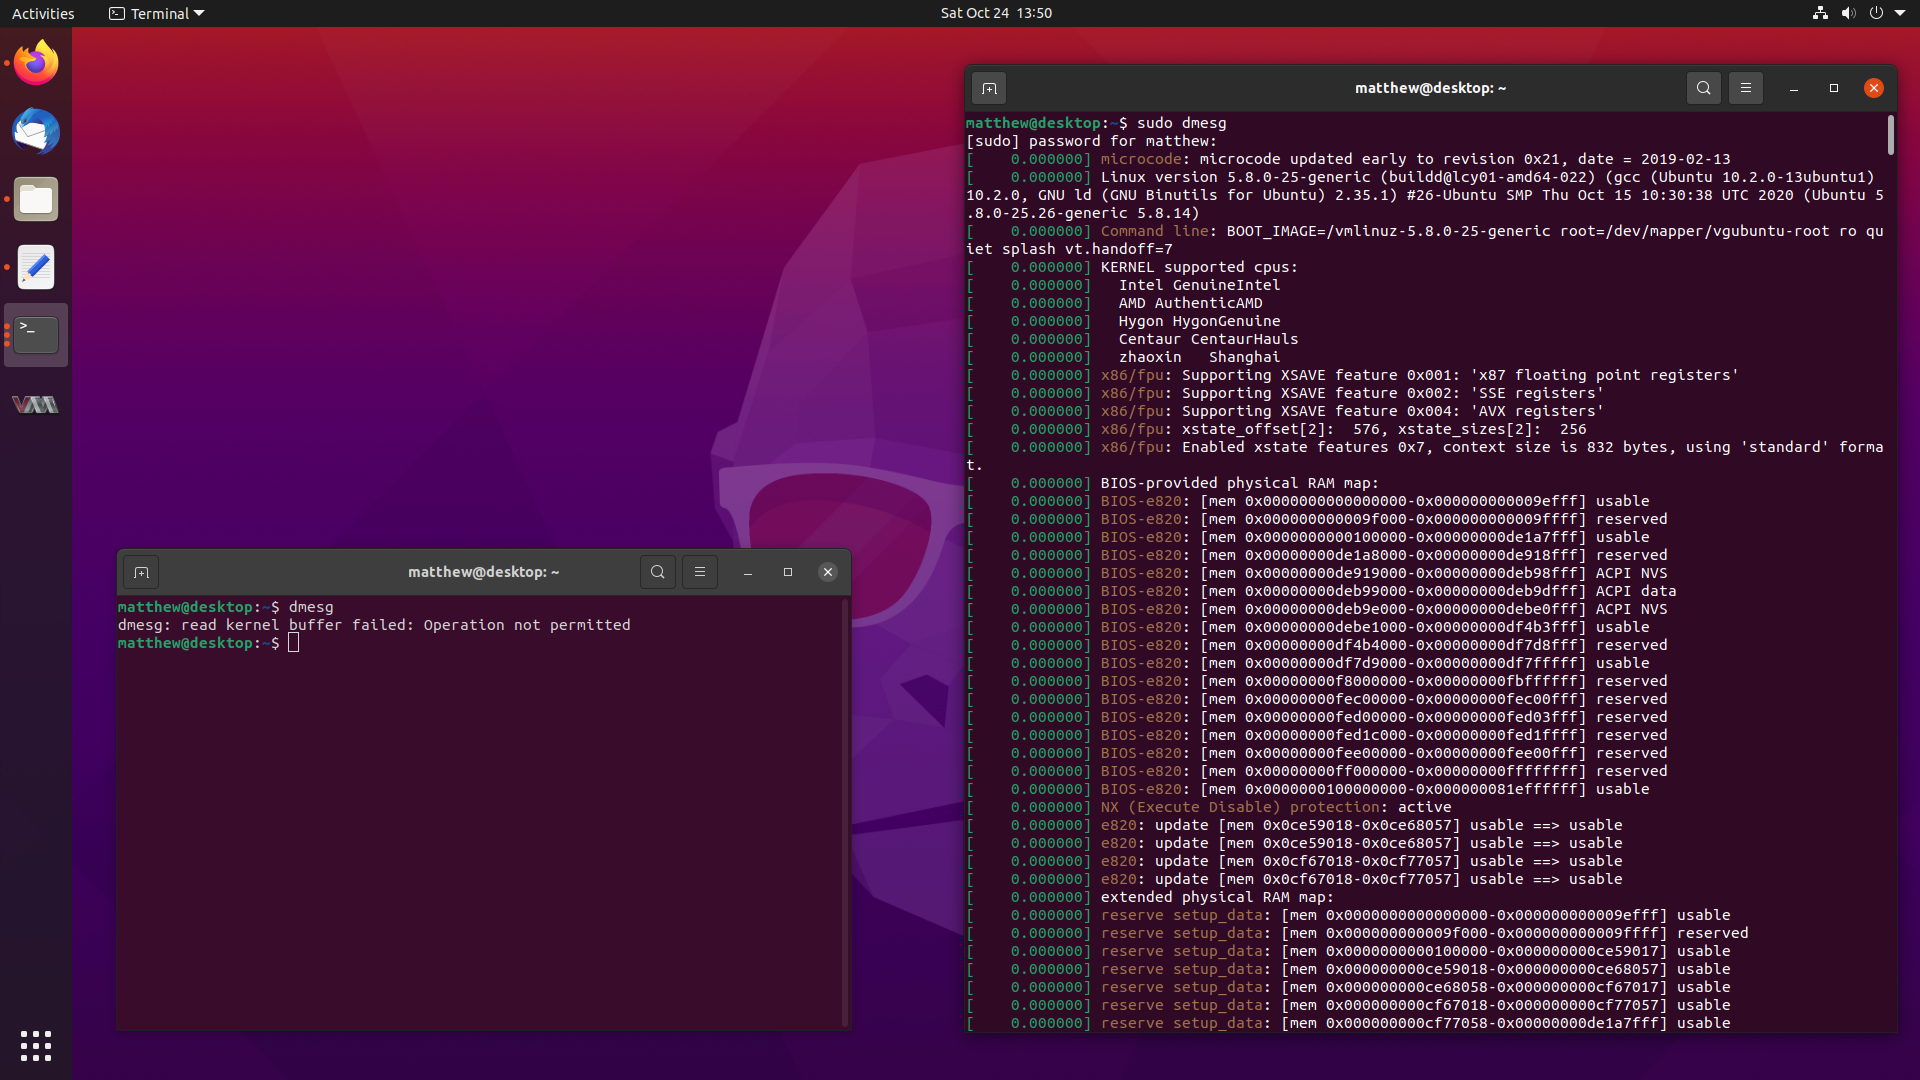 Activities
Terminal
Sat Oct 24  13:50
matthew@desktop: ~
matthew@desktop:~$ dmesg
dmesg: read kernel buffer failed: Operation not permitted
matthew@desktop:~$
matthew@desktop: ~
matthew@desktop:~$ sudo dmesg
[sudo] password for matthew:
[    0.000000] microcode: microcode updated early to revision 0x21, date = 2019-02-13
[    0.000000] Linux version 5.8.0-25-generic (buildd@lcy01-amd64-022) (gcc (Ubuntu 10.2.0-13ubuntu1)
10.2.0, GNU ld (GNU Binutils for Ubuntu) 2.35.1) #26-Ubuntu SMP Thu Oct 15 10:30:38 UTC 2020 (Ubuntu 5
.8.0-25.26-generic 5.8.14)
[    0.000000] Command line: BOOT_IMAGE=/vmlinuz-5.8.0-25-generic root=/dev/mapper/vgubuntu-root ro qu
iet splash vt.handoff=7
[    0.000000] KERNEL supported cpus:
[    0.000000]   Intel GenuineIntel
[    0.000000]   AMD AuthenticAMD
[    0.000000]   Hygon HygonGenuine
[    0.000000]   Centaur CentaurHauls
[    0.000000]   zhaoxin   Shanghai
[    0.000000] x86/fpu: Supporting XSAVE feature 0x001: 'x87 floating point registers'
[    0.000000] x86/fpu: Supporting XSAVE feature 0x002: 'SSE registers'
[    0.000000] x86/fpu: Supporting XSAVE feature 0x004: 'AVX registers'
[    0.000000] x86/fpu: xstate_offset[2]:  576, xstate_sizes[2]:  256
[    0.000000] x86/fpu: Enabled xstate features 0x7, context size is 832 bytes, using 'standard' forma
t.
[    0.000000] BIOS-provided physical RAM map:
[    0.000000] BIOS-e820: [mem 0x0000000000000000-0x000000000009efff] usable
[    0.000000] BIOS-e820: [mem 0x000000000009f000-0x000000000009ffff] reserved
[    0.000000] BIOS-e820: [mem 0x0000000000100000-0x00000000de1a7fff] usable
[    0.000000] BIOS-e820: [mem 0x00000000de1a8000-0x00000000de918fff] reserved
[    0.000000] BIOS-e820: [mem 0x00000000de919000-0x00000000deb98fff] ACPI NVS
[    0.000000] BIOS-e820: [mem 0x00000000deb99000-0x00000000deb9dfff] ACPI data
[    0.000000] BIOS-e820: [mem 0x00000000deb9e000-0x00000000debe0fff] ACPI NVS
[    0.000000] BIOS-e820: [mem 0x00000000debe1000-0x00000000df4b3fff] usable
[    0.000000] BIOS-e820: [mem 0x00000000df4b4000-0x00000000df7d8fff] reserved
[    0.000000] BIOS-e820: [mem 0x00000000df7d9000-0x00000000df7fffff] usable
[    0.000000] BIOS-e820: [mem 0x00000000f8000000-0x00000000fbffffff] reserved
[    0.000000] BIOS-e820: [mem 0x00000000fec00000-0x00000000fec00fff] reserved
[    0.000000] BIOS-e820: [mem 0x00000000fed00000-0x00000000fed03fff] reserved
[    0.000000] BIOS-e820: [mem 0x00000000fed1c000-0x00000000fed1ffff] reserved
[    0.000000] BIOS-e820: [mem 0x00000000fee00000-0x00000000fee00fff] reserved
[    0.000000] BIOS-e820: [mem 0x00000000ff000000-0x00000000ffffffff] reserved
[    0.000000] BIOS-e820: [mem 0x0000000100000000-0x000000081effffff] usable
[    0.000000] NX (Execute Disable) protection: active
[    0.000000] e820: update [mem 0x0ce59018-0x0ce68057] usable ==> usable
[    0.000000] e820: update [mem 0x0ce59018-0x0ce68057] usable ==> usable
[    0.000000] e820: update [mem 0x0cf67018-0x0cf77057] usable ==> usable
[    0.000000] e820: update [mem 0x0cf67018-0x0cf77057] usable ==> usable
[    0.000000] extended physical RAM map:
[    0.000000] reserve setup_data: [mem 0x0000000000000000-0x000000000009efff] usable
[    0.000000] reserve setup_data: [mem 0x000000000009f000-0x000000000009ffff] reserved
[    0.000000] reserve setup_data: [mem 0x0000000000100000-0x000000000ce59017] usable
[    0.000000] reserve setup_data: [mem 0x000000000ce59018-0x000000000ce68057] usable
[    0.000000] reserve setup_data: [mem 0x000000000ce68058-0x000000000cf67017] usable
[    0.000000] reserve setup_data: [mem 0x000000000cf67018-0x000000000cf77057] usable
[    0.000000] reserve setup_data: [mem 0x000000000cf77058-0x00000000de1a7fff] usable